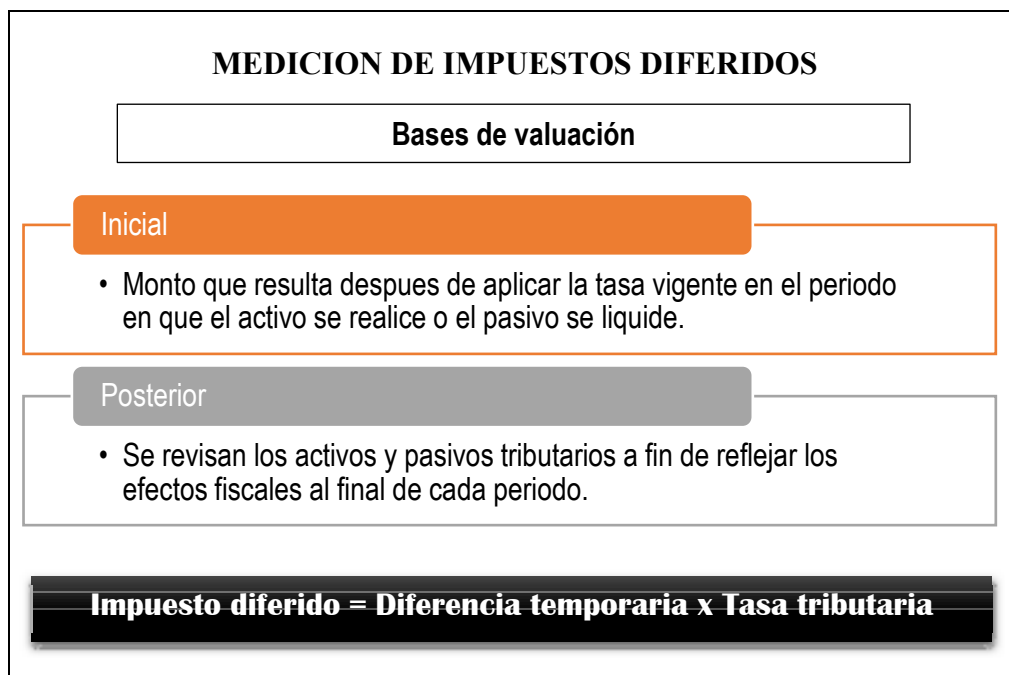 MEDICION DE IMPUESTOS DIFERIDOS
Bases de valuación
Inicial
• Monto que resulta despues de aplicar la tasa vigente en el periodo
en que el activo se realice o el pasivo se liquide.
Posterior
• Se revisan los activos y pasivos tributarios a fin de reflejar los
efectos fiscales al final de cada periodo.
Impuesto diferido = Diferencia temporaria x Tasa tributaria